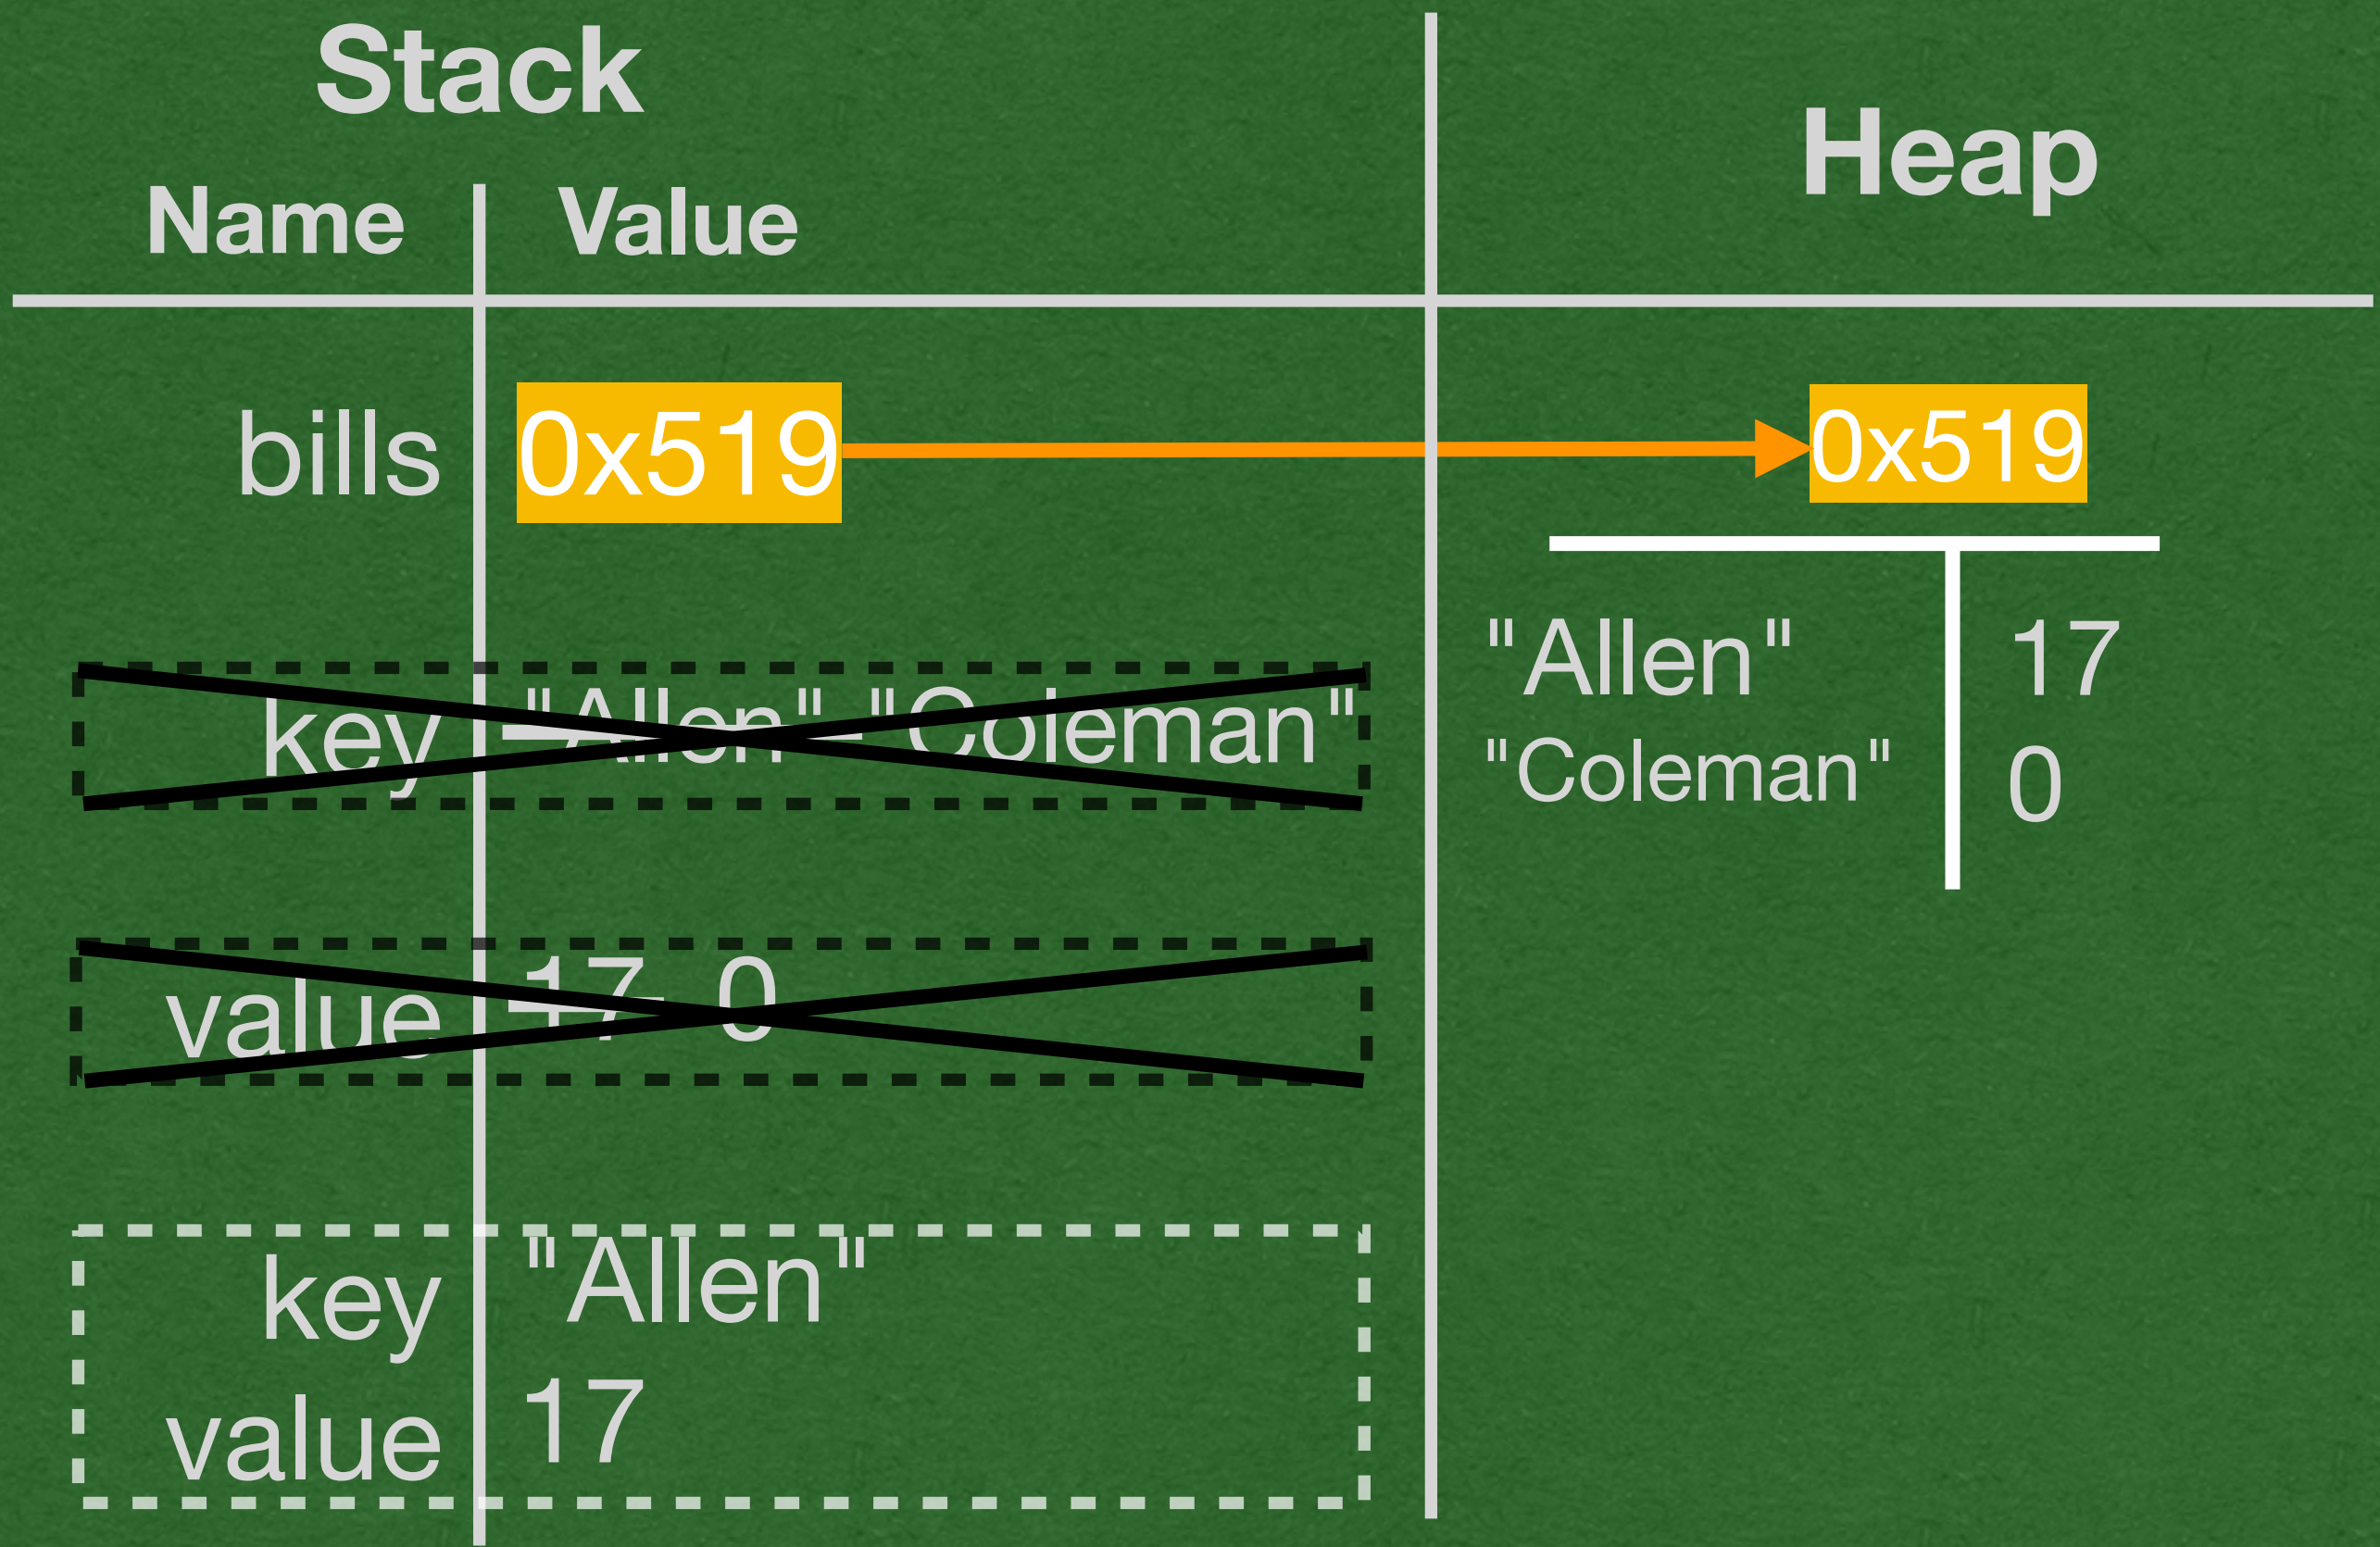 Stack
Heap
Name Value
bills 0x519 0x519
"Allen" 17
key "Allen" "Coleman"
"Coleman" 0
value 17 0
key "Allen"
value 17